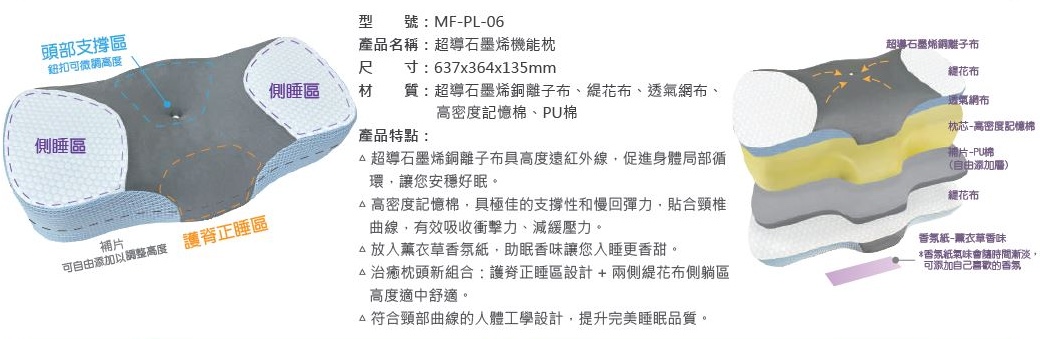 頭部支撐區
鈕扣可微調高度
側睡區
側睡區
護脊正睡區
補片
可自由添加以調整高度
型　　號：MF-PL-06
產品名稱：超導石墨烯機能枕
尺　　寸：637x364x135mm
材　　質：超導石墨烯銅離子布、緹花布、透氣網布、
高密度記憶棉、PU棉
產品特點：
▵ 超導石墨烯銅離子布具高度遠紅外線，促進身體局部循
環，讓您安穩好眠。
▵ 高密度記憶棉，具極佳的支撐性和慢回彈力，貼合頸椎
曲線，有效吸收衝擊力、減緩壓力。
▵ 放入薰衣草香氛紙，助眠香味讓您入睡更香甜。
▵ 治癒枕頭新組合：護脊正睡區設計 + 兩側緹花布側躺區
高度適中舒適。
▵ 符合頸部曲線的人體工學設計，提升完美睡眠品質。
超導石墨烯銅離子布
緹花布
透氣網布
枕芯-高密度記憶棉
補片-PU棉
（自由添加層）
緹花布
香氛紙-薰衣草香味
*香氛紙氣味會隨時間漸淡，
可添加自己喜歡的香氛